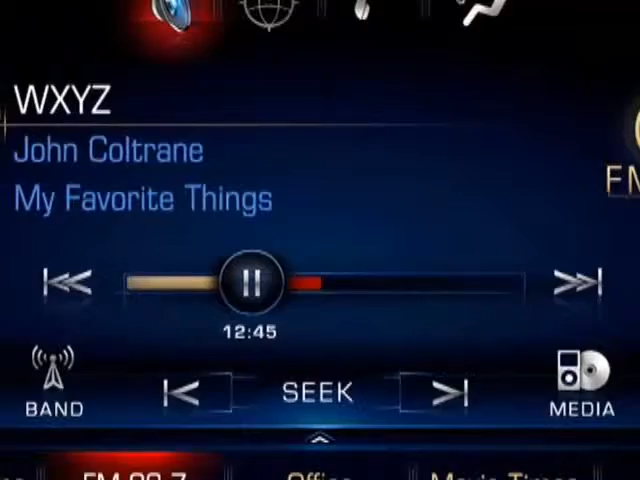 WXYZ
John Coltrane
My Favorite Things
12:45
BAND
SEEK
MEDIA
Office